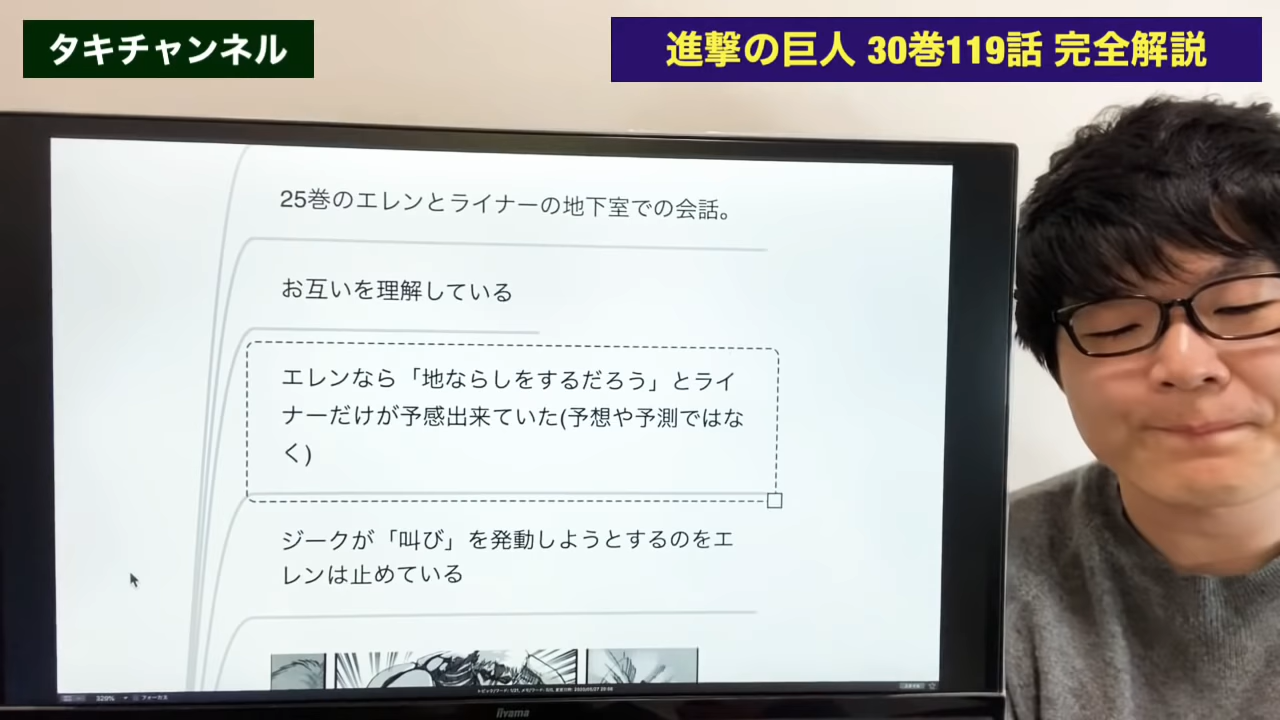 タキチャンネル
進撃の巨人 30巻119話 完全解説
25巻のエレンとライナーの地下室での会話。
お互いを理解している
エレンなら「地ならしをするだろう」とライ
ナーだけが予感出来ていた(予想や予測ではな
く)
ジークが「叫び」を発動しようとするのをエ
レンは止めている
320%
フォーカス
iiyama